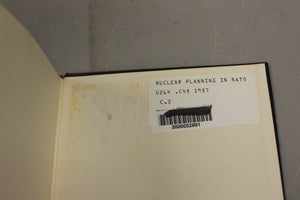 NUCLEAR PLANNING IN NATO
U264 .C48 1987
C.3
3000052891